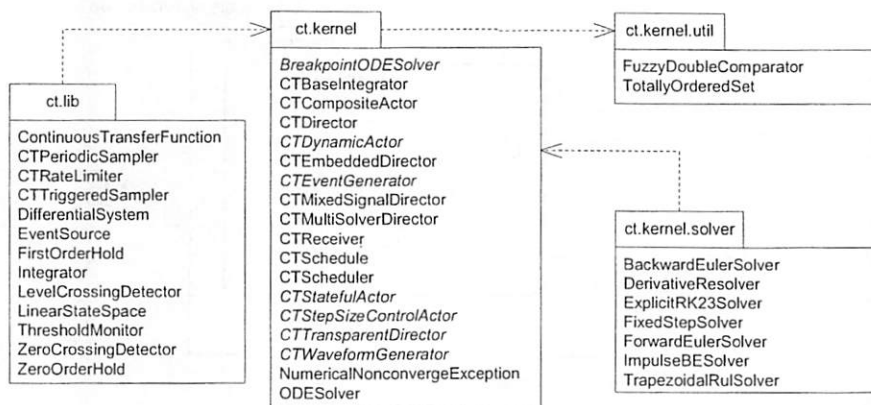 ct.kernel
BreakpointODESolver
CTBaseIntegrator
CTCompositeActor
CTDirector
CTDynamicActor
CTEmbeddedDirector
CTEventGenerator
CTMixedSignalDirector
CTMultiSolverDirector
CTReceiver
CTSchedule
CTScheduler
CTStatefulActor
CTStepSizeControlActor
CTTransparentDirector
CTWaveformGenerator
NumericalNonconvergeException
ODESolver
ct.kernel.util
FuzzyDoubleComparator
TotallyOrderedSet
ct.lib
ContinuousTransferFunction
CTPeriodicSampler
CTRateLimiter
CTTriggeredSampler
DifferentialSystem
EventSource
FirstOrderHold
Integrator
LevelCrossingDetector
LinearStateSpace
ThresholdMonitor
ZeroCrossingDetector
ZeroOrderHold
ct.kernel.solver
BackwardEulerSolver
DerivativeResolver
ExplicitRK23Solver
FixedStepSolver
ForwardEulerSolver
ImpulseBESolver
TrapezoidalRulSolver